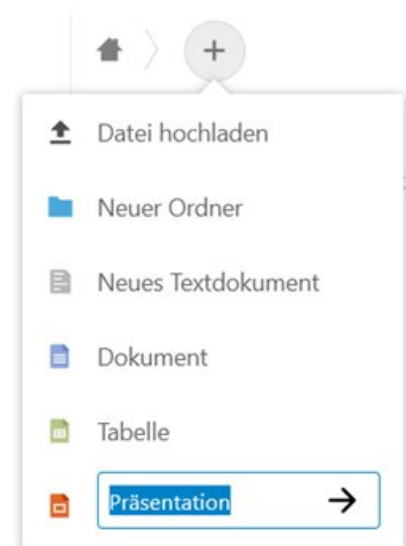 Datei hochladen
Neuer Ordner
Neues Textdokument
Dokument
Tabelle
Präsentation